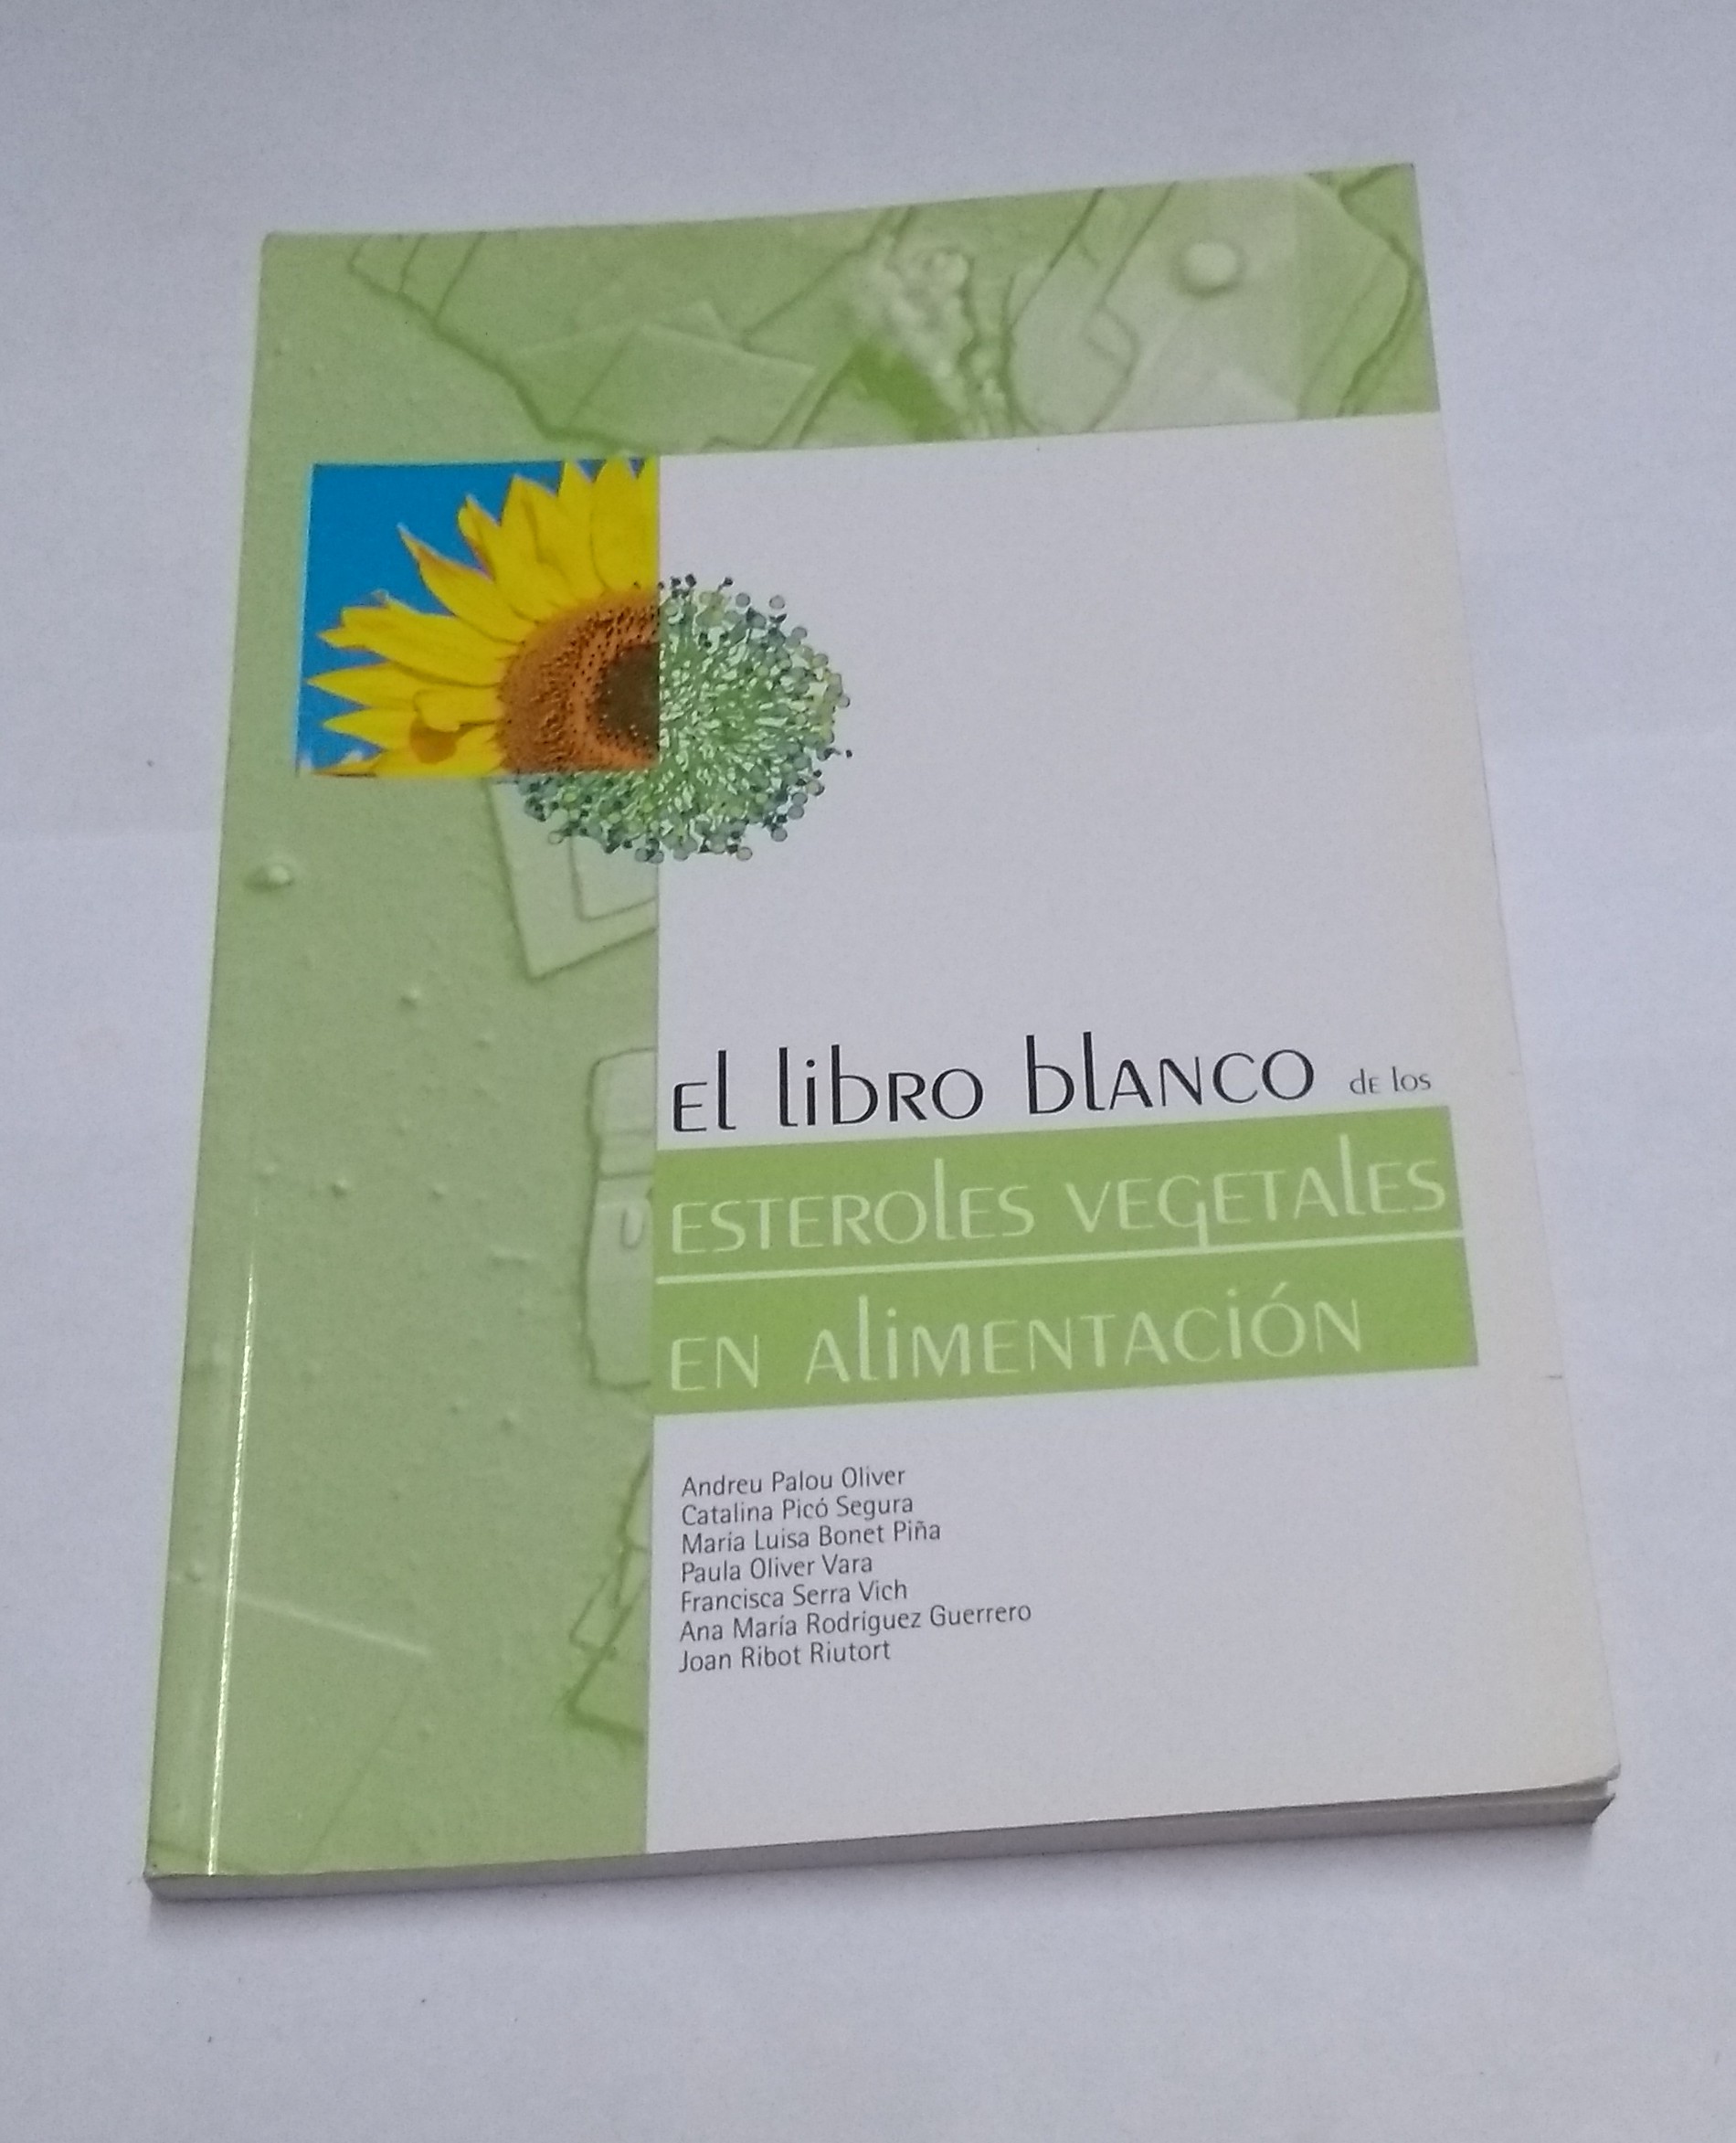 El libro blanco de los
ESTEROLES VEGETALES
EN ALIMENTACIÓN
Andreu Palou Oliver
Catalina Picó Segura
María Luisa Bonet Piña
Paula Oliver Vara
Francisca Serra Vich
Ana María Rodríguez Guerrero
Joan Ribot Riutort